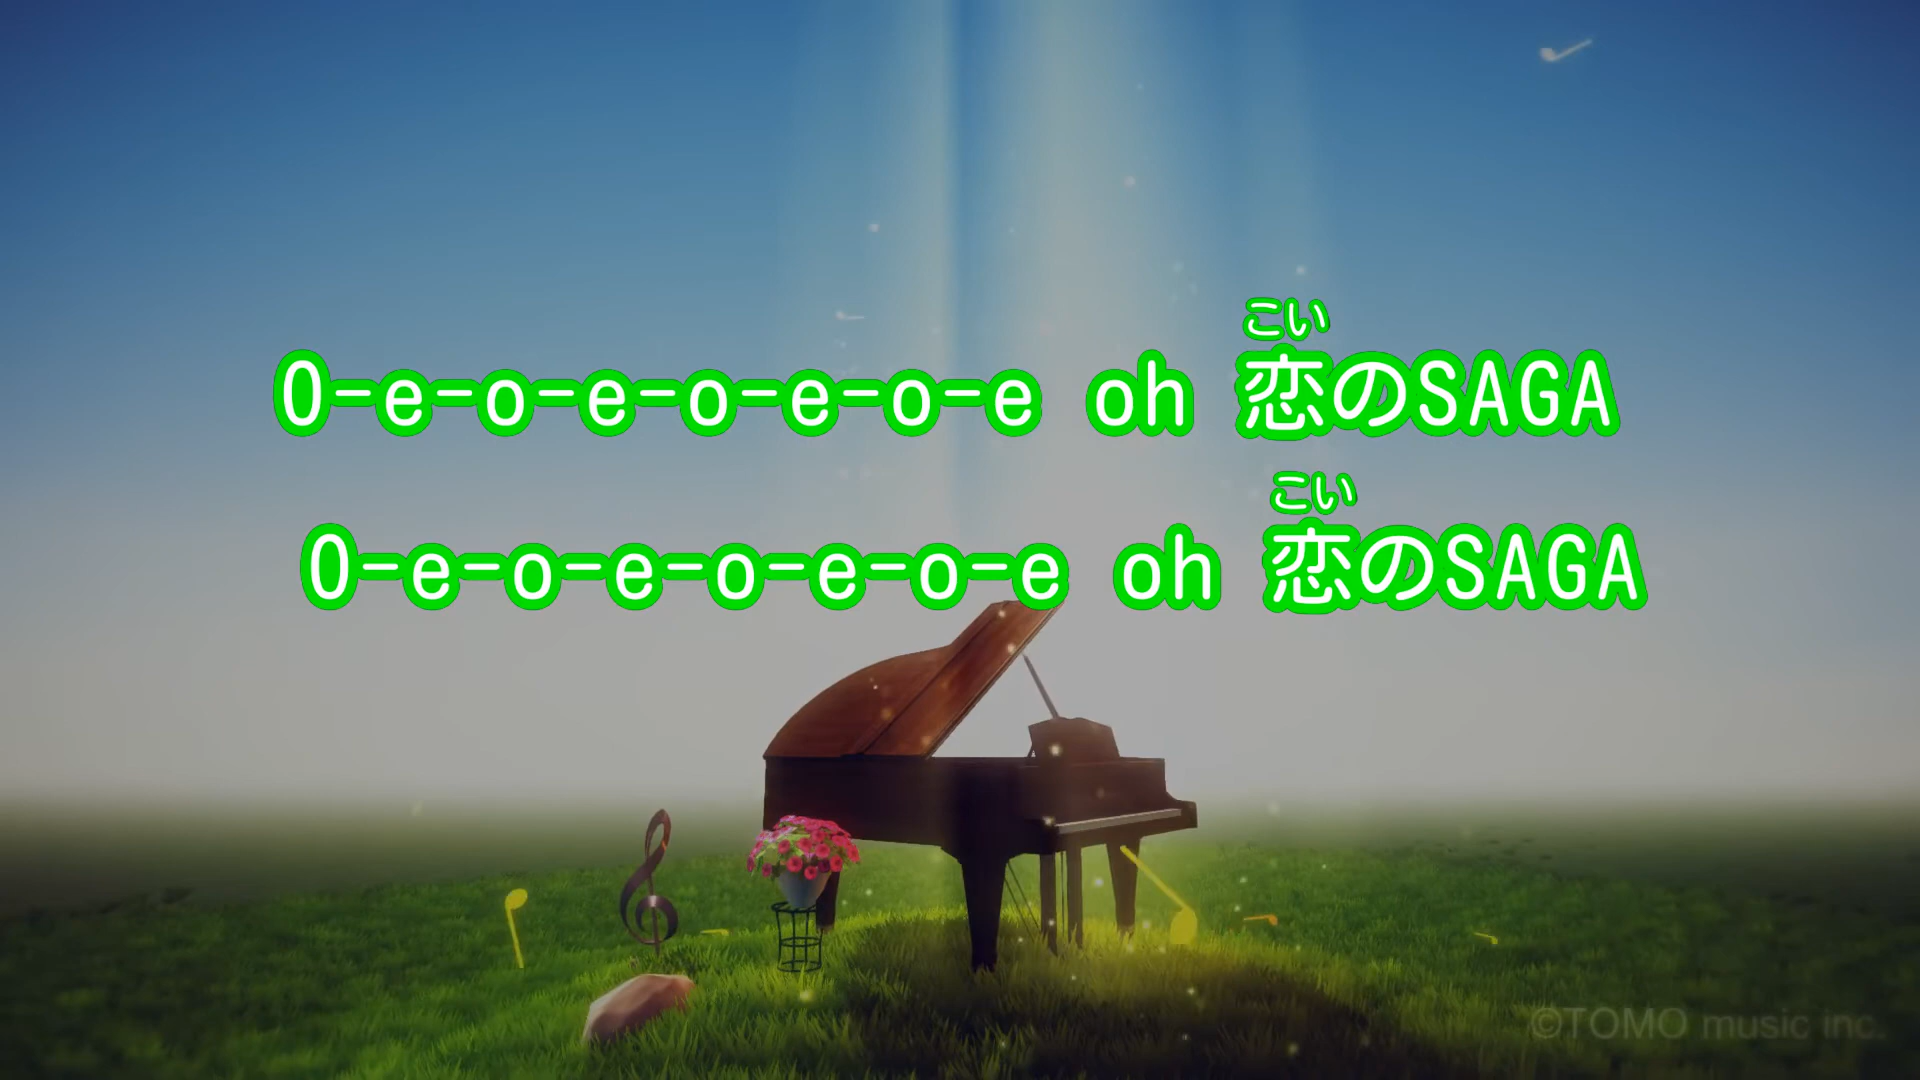 こい
O-e-o-e-o-e-o-e oh 恋のSAGA
こい
O-e-o-e-o-e-o-e oh 恋のSAGA
©TOMO music inc.